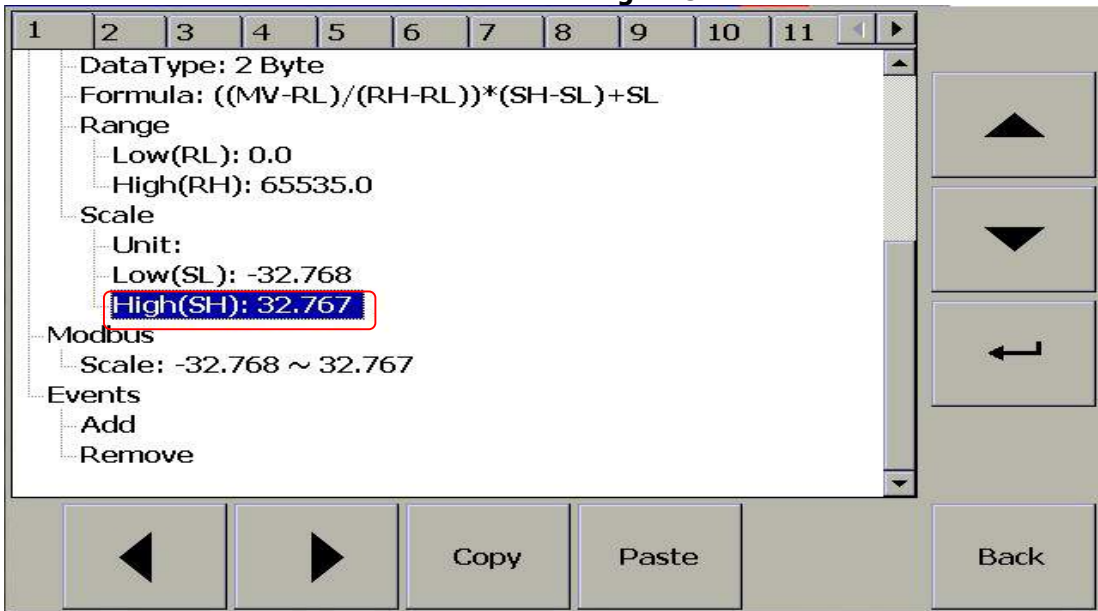 1 2 3 4 5 6 7 8 9 10 11
DataType: 2 Byte
Formula: ((MV-RL)/(RH-RL))*(SH-SL)+SL
Range
Low(RL): 0.0
High(RH): 65535.0
Scale
Unit:
Low(SL): -32.768
High(SH): 32.767
Modbus
Scale: -32.768 ~ 32.767
Events
Add
Remove
Copy Paste Back